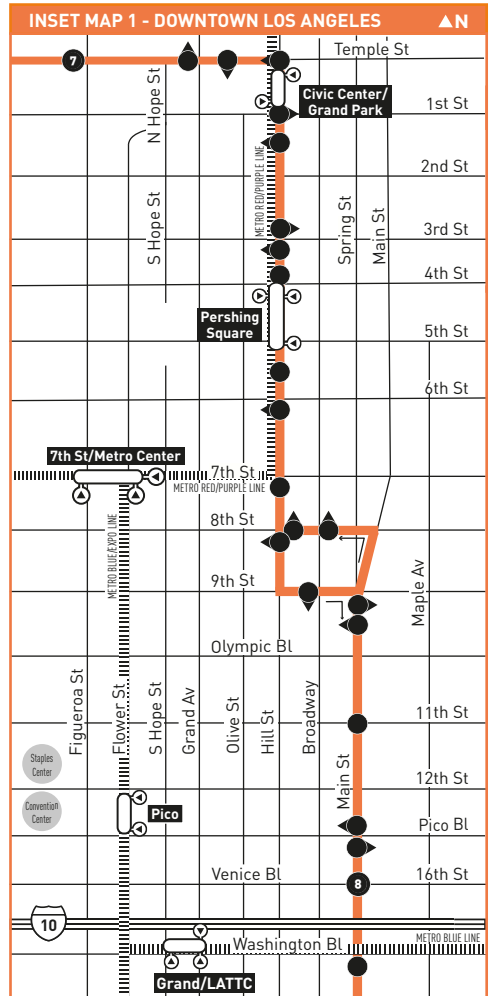 INSET MAP 1 - DOWNTOWN LOS ANGELES
N
Temple St
7
Civic Center/
Grand Park
N Hope St
1st St
METRO RED/PURPLE LINE
2nd St
S Hope St
Spring St
Main St
3rd St
4th St
Pershing
Square
5th St
6th St
7th St/Metro Center
7th St
METRO RED/PURPLE LINE
8th St
METRO BLUE/EXPO LINE
9th St
Maple Av
Olympic Bl
Figueroa St
Flower St
S Hope St
Grand Av
Olive St
Hill St
Broadway
11th St
Staples
Center
12th St
Main St
Convention
Center
Pico
Pico Bl
Venice Bl
16th St
8
10
Washington Bl
METRO BLUE LINE
Grand/LATTC